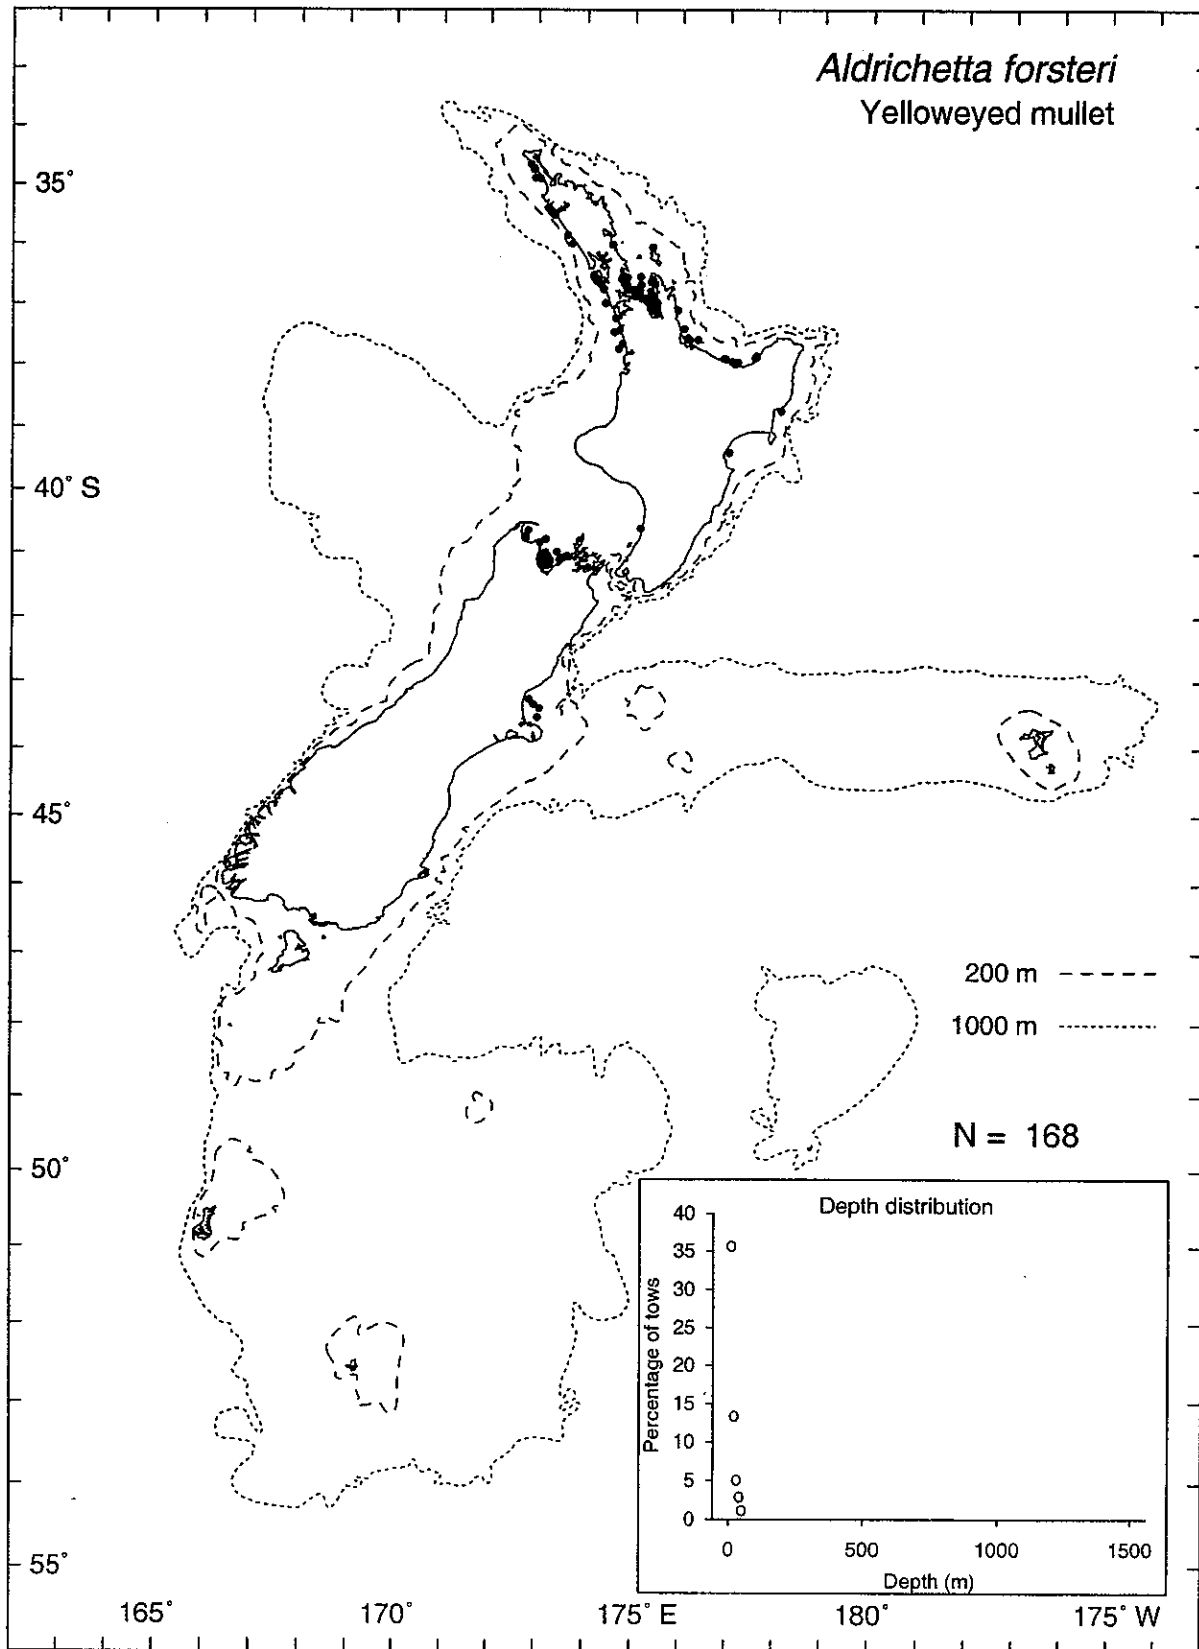 Aldrichetta forsteri
Yelloweyed mullet
35°
40° S
45°
50°
55°
200 m
1000 m
N = 168
Depth distribution
Percentage of tows
40
35
30
25
20
15
10
5
0
0 500 1000 1500
Depth (m)
165° 170° 175° E 180° 175° W